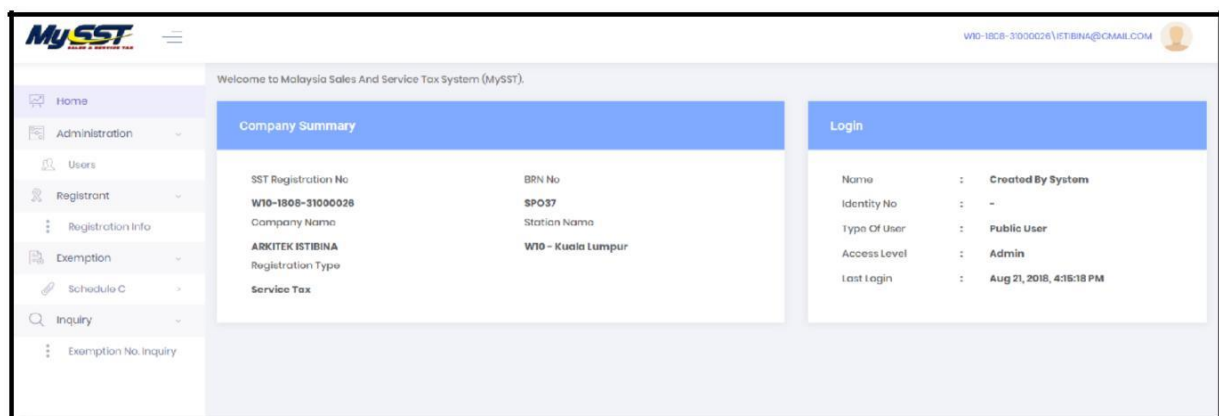 MySST
SALES & SERVICE TAX
W10-1808-31000026\ISTIBINA@GMAIL.COM
Welcome to Malaysia Sales And Service Tax System (MySST).
Home
Administration
Users
Registrant
Registration Info
Exemption
Schedule C
Inquiry
Exemption No. Inquiry
Company Summary
SST Registration No
W10-1808-31000026
Company Name
ARKITEK ISTIBINA
Registration Type
Service Tax
BRN No
SPO37
Station Name
W10 - Kuala Lumpur
Login
Name : Created By System
Identity No : -
Type Of User : Public User
Access Level : Admin
Last Login : Aug 21, 2018, 4:15:18 PM